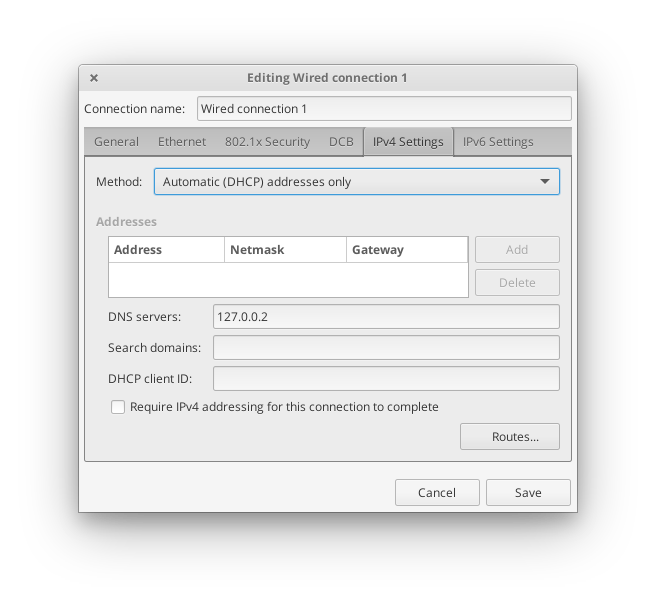 Editing Wired connection 1
Connection name: Wired connection 1
General Ethernet 802.1x Security DCB IPv4 Settings IPv6 Settings
Method: Automatic (DHCP) addresses only
Addresses
Address Netmask Gateway Add
Delete
DNS servers: 127.0.0.2
Search domains:
DHCP client ID:
Require IPv4 addressing for this connection to complete
Routes...
Cancel Save